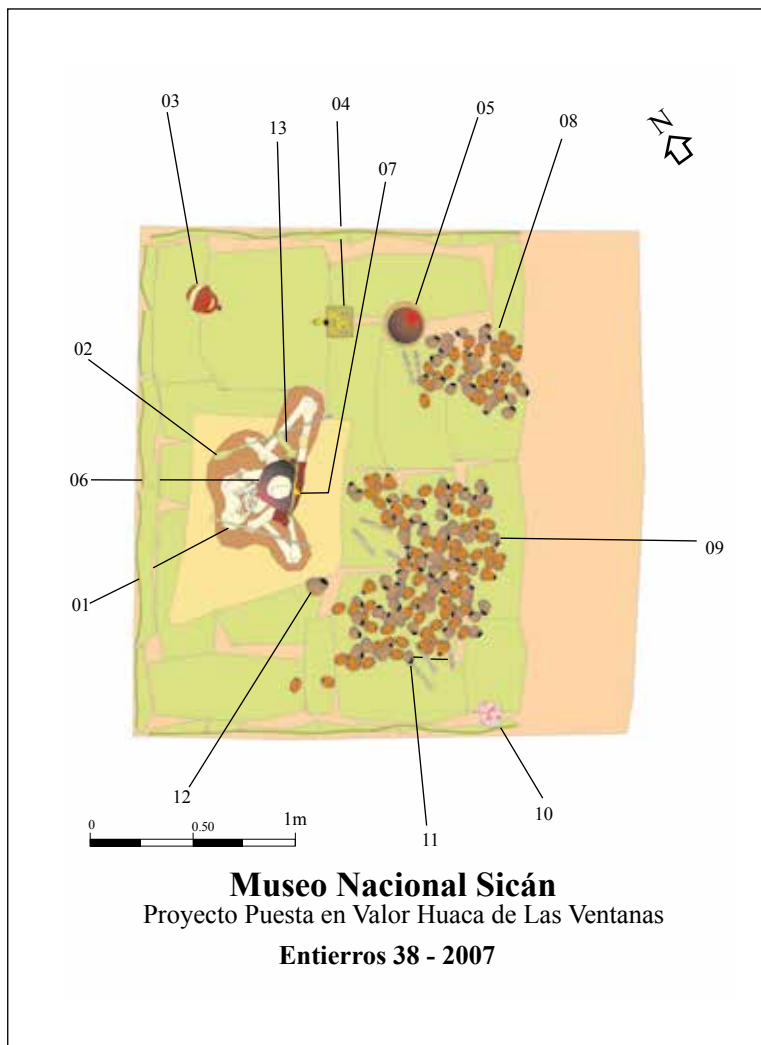 03
04
05
08
13
07
N
02
06
09
01
12
11
10
0 0.50 1m
Museo Nacional Sicán
Proyecto Puesta en Valor Huaca de Las Ventanas
Entierros 38 - 2007